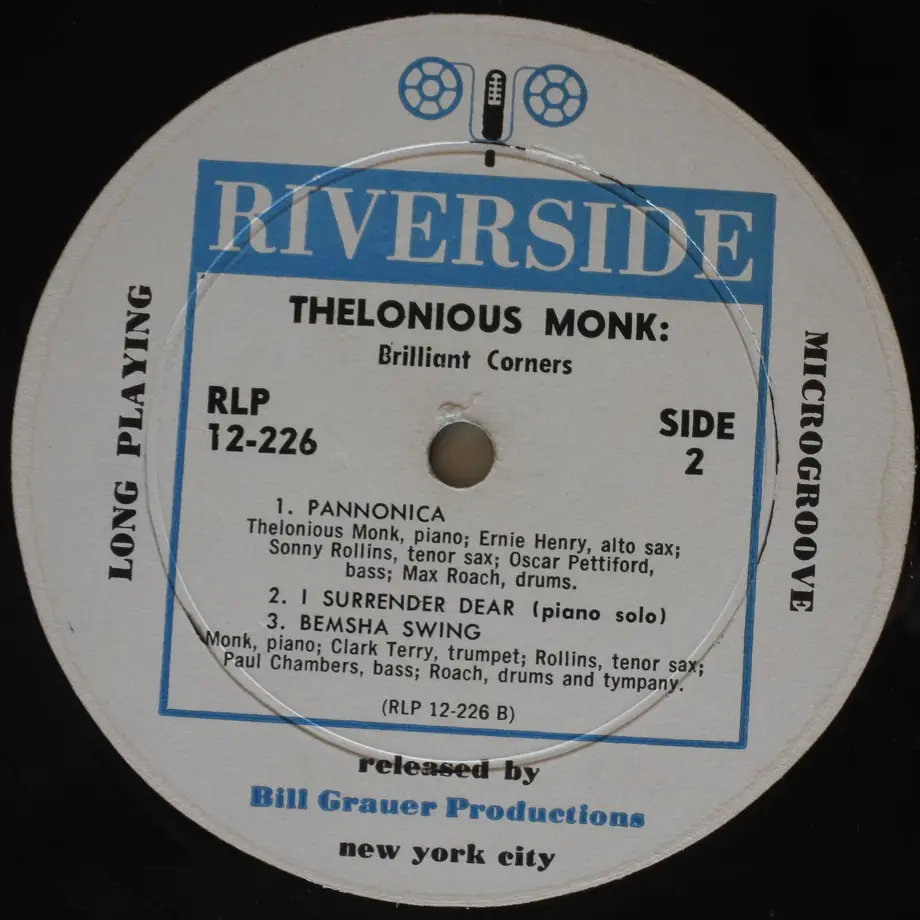 RIVERSIDE
THELONIOUS MONK:
Brilliant Corners
RLP
12-226
SIDE
2
LONG PLAYING
MICROGROOVE
1. PANNONICA
Thelonious Monk, piano; Ernie Henry, alto sax;
Sonny Rollins, tenor sax; Oscar Pettiford,
bass; Max Roach, drums.
2. I SURRENDER DEAR (piano solo)
3. BEMSHA SWING
Monk, piano; Clark Terry, trumpet; Rollins, tenor sax;
Paul Chambers, bass; Roach, drums and tympany.
(RLP 12-226 B)
released by
Bill Grauer Productions
new york city